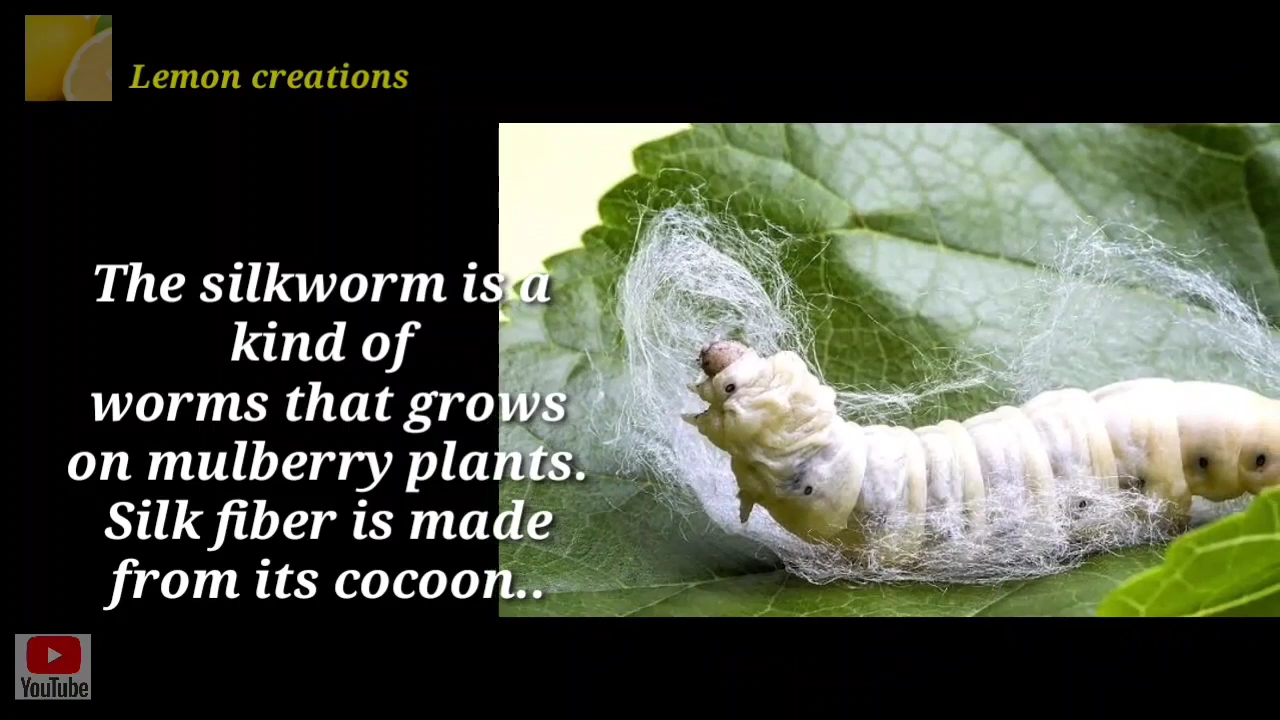 Lemon creations
The silkworm is a
kind of
worms that grows
on mulberry plants.
Silk fiber is made
from its cocoon..
YouTube